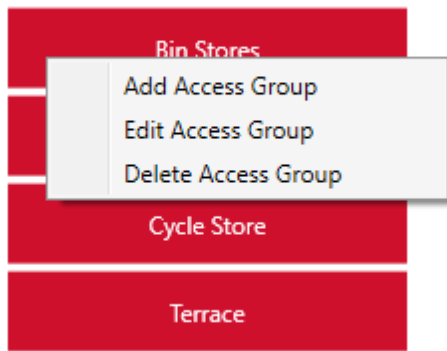 Bin Stores
Add Access Group
Edit Access Group
Delete Access Group
Cycle Store
Terrace